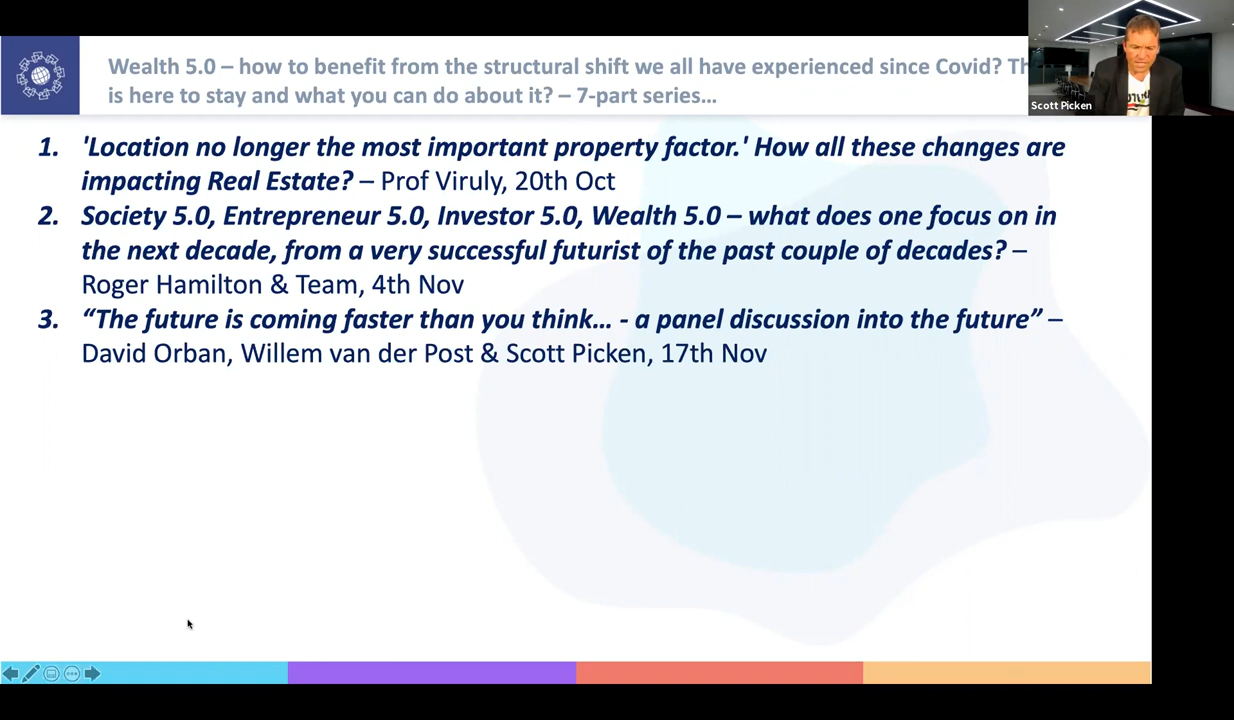 Wealth 5.0 – how to benefit from the structural shift we all have experienced since Covid?
is here to stay and what you can do about it? – 7-part series…
Scott Picken
1. 'Location no longer the most important property factor.' How all these changes are
impacting Real Estate? – Prof Viruly, 20th Oct
2. Society 5.0, Entrepreneur 5.0, Investor 5.0, Wealth 5.0 – what does one focus on in
the next decade, from a very successful futurist of the past couple of decades? –
Roger Hamilton & Team, 4th Nov
3. “The future is coming faster than you think… - a panel discussion into the future” –
David Orban, Willem van der Post & Scott Picken, 17th Nov